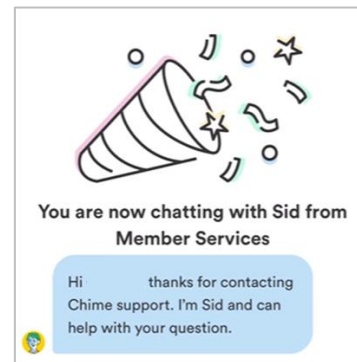 You are now chatting with Sid from
Member Services
Hi thanks for contacting
Chime support. I'm Sid and can
help with your question.